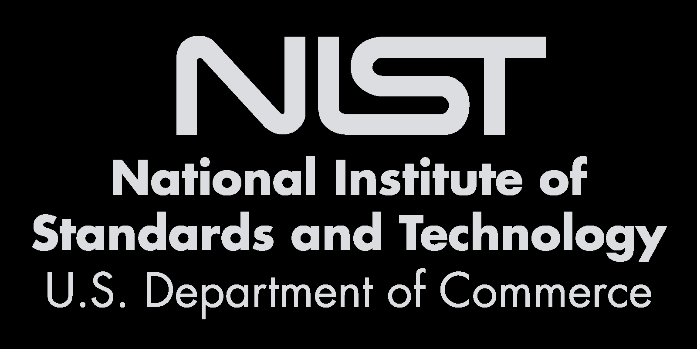 NIST
National Institute of
Standards and Technology
U.S. Department of Commerce